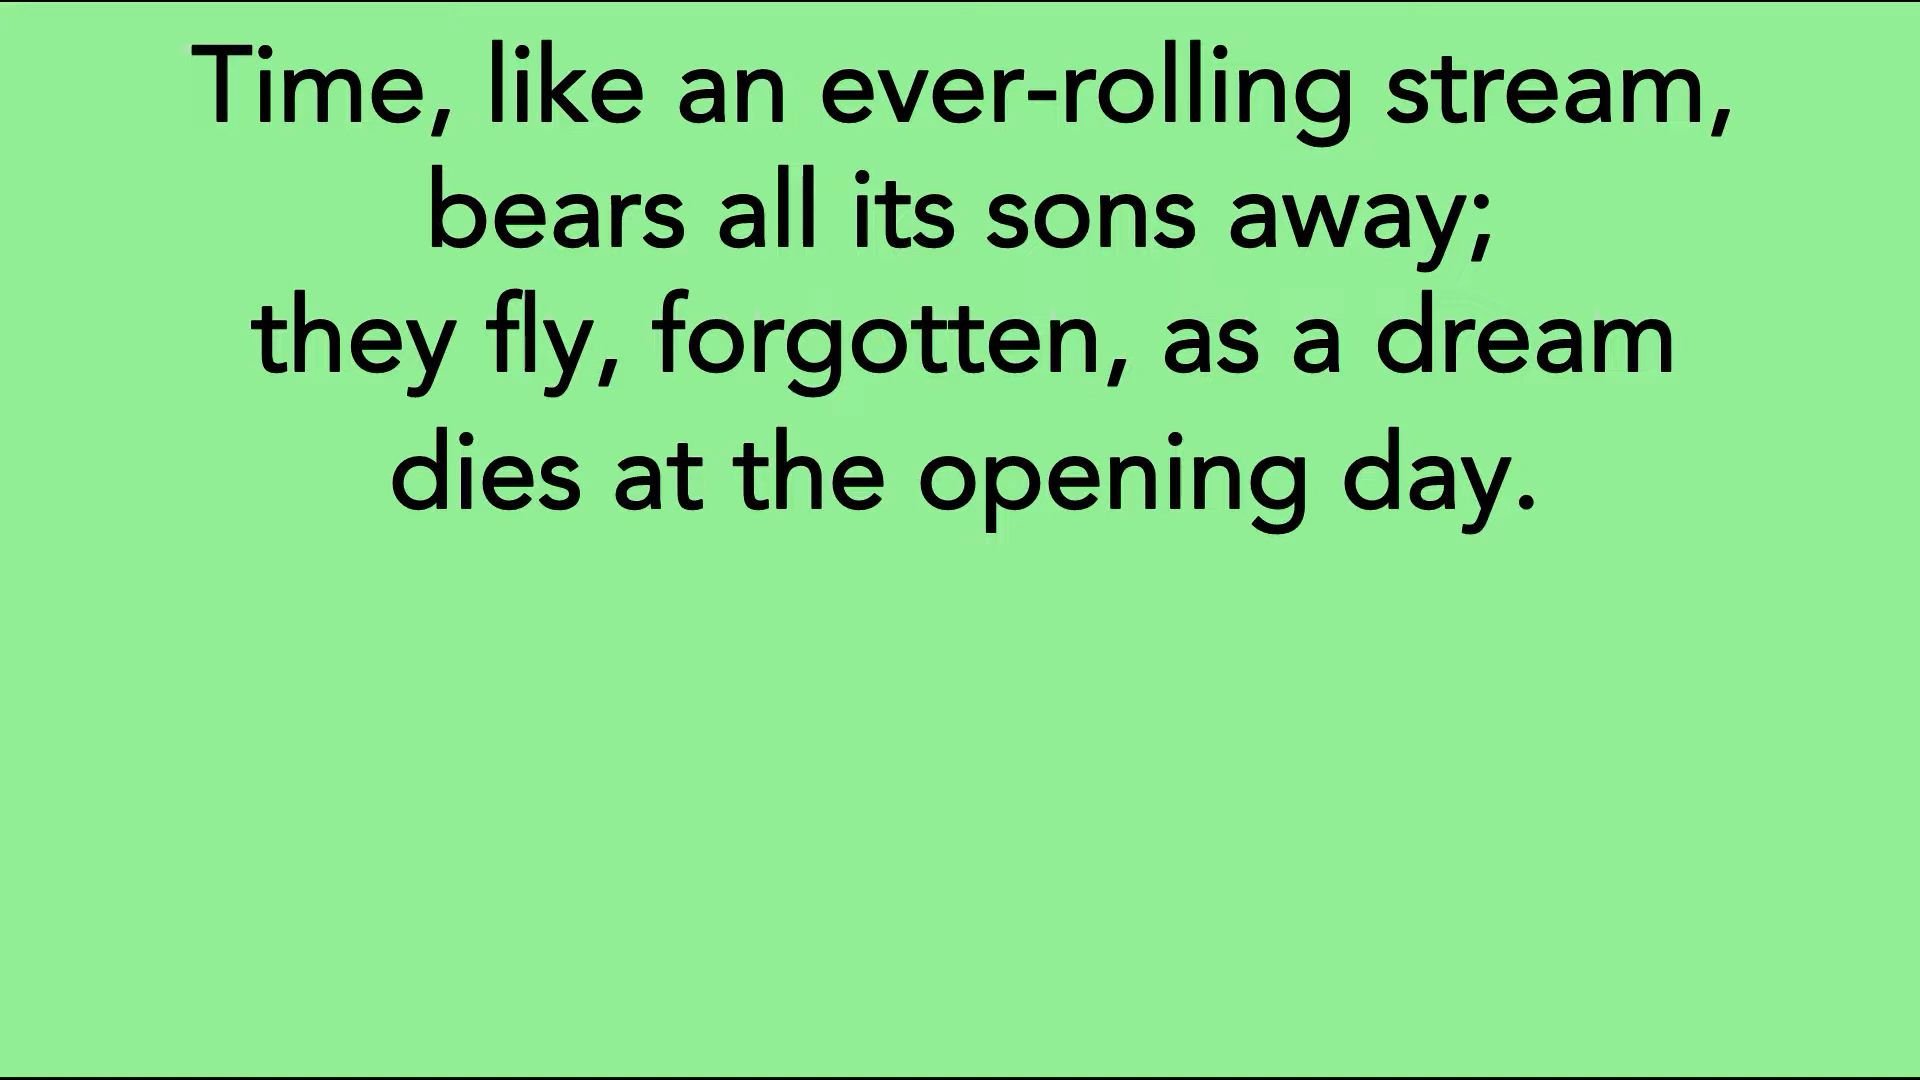 Time, like an ever-rolling stream,
bears all its sons away;
they fly, forgotten, as a dream
dies at the opening day.